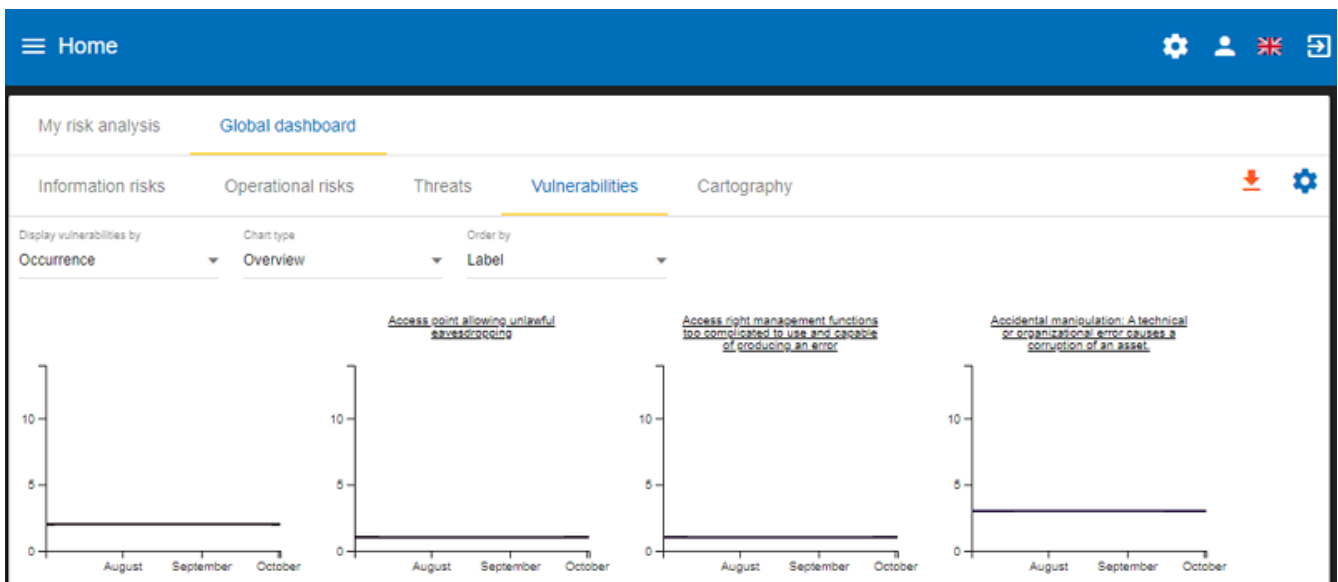 Home
My risk analysis Global dashboard
Information risks Operational risks Threats Vulnerabilities Cartography
Display vulnerabilities by Chart type Order by
Occurrence Overview Label
Access point allowing unlawful
eavesdropping
Access right management functions
too complicated to use and capable
of producing an error
Accidental manipulation: A technical
or organizational error causes a
corruption of an asset.
10 10 10 10
5 5 5 5
0 0 0 0
August September October August September October August September October August September October